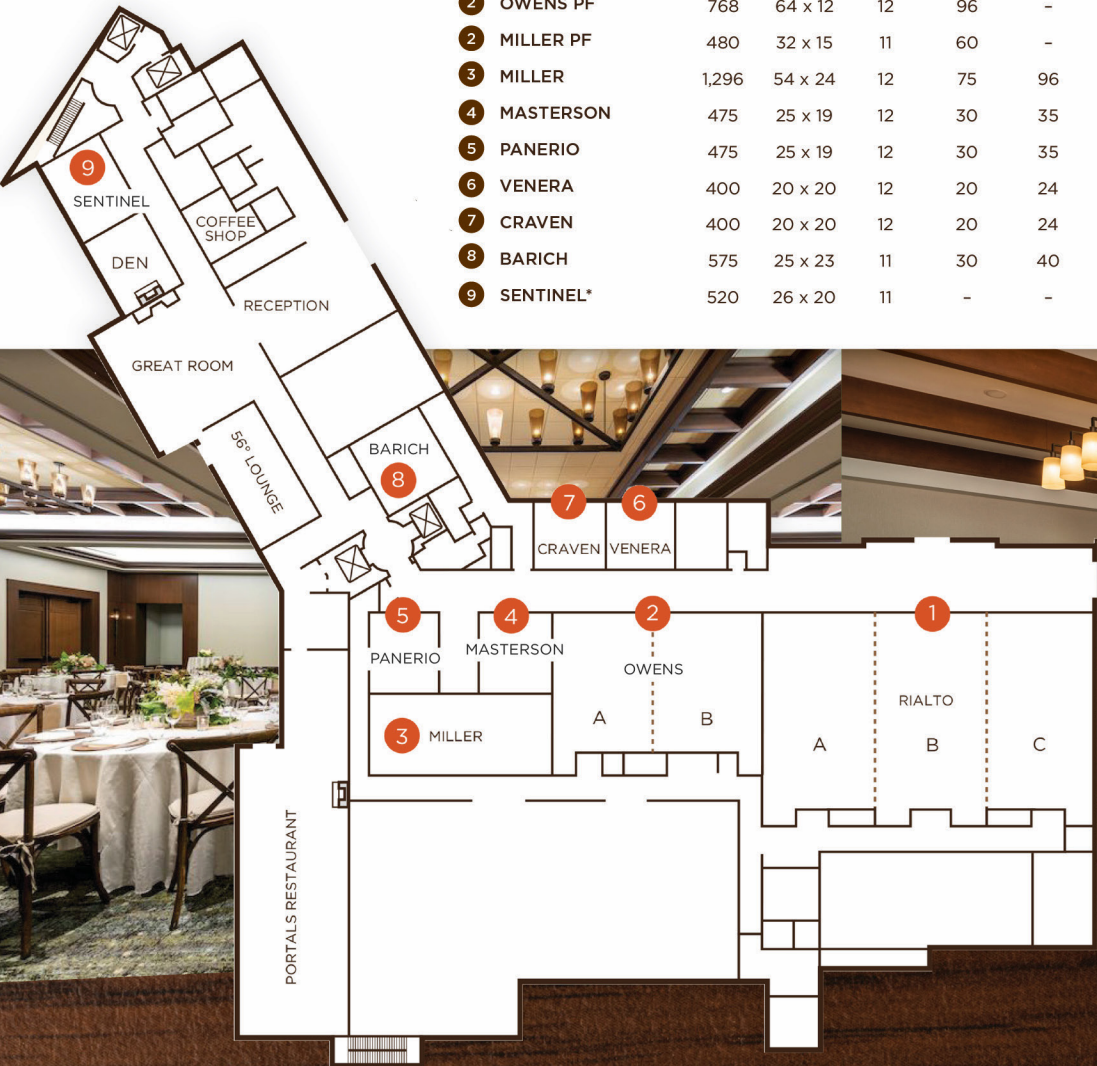 2 OWENS PF 768 64 x 12 12 96 –
2 MILLER PF 480 32 x 15 11 60 –
3 MILLER 1,296 54 x 24 12 75 96
4 MASTERSON 475 25 x 19 12 30 35
5 PANERIO 475 25 x 19 12 30 35
6 VENERA 400 20 x 20 12 20 24
7 CRAVEN 400 20 x 20 12 20 24
8 BARICH 575 25 x 23 11 30 40
9 SENTINEL* 520 26 x 20 11 – –
9
SENTINEL
COFFEE
SHOP
DEN
RECEPTION
GREAT ROOM
56° LOUNGE
BARICH
8
7
6
CRAVEN
VENERA
5
4
2
1
PANERIO
MASTERSON
OWENS
RIALTO
A
B
3
MILLER
A
B
C
PORTALS RESTAURANT